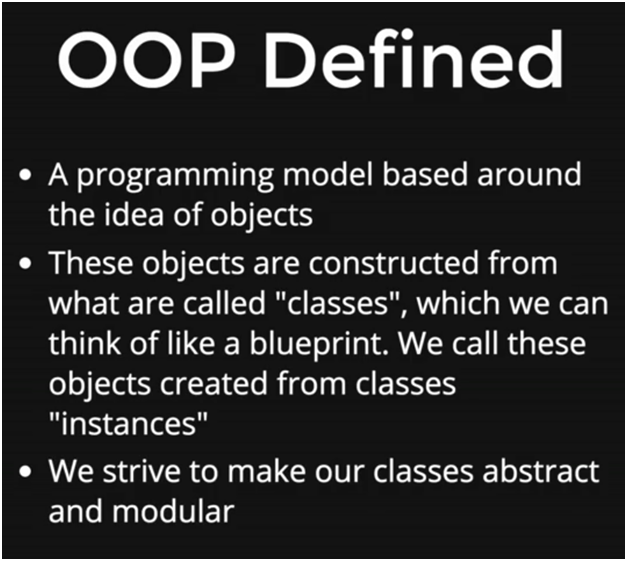 OOP Defined
• A programming model based around
the idea of objects
• These objects are constructed from
what are called "classes", which we can
think of like a blueprint. We call these
objects created from classes
"instances"
• We strive to make our classes abstract
and modular